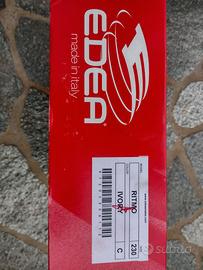 EDEA
made in italy
RITMO
230
IVORY
C
subito